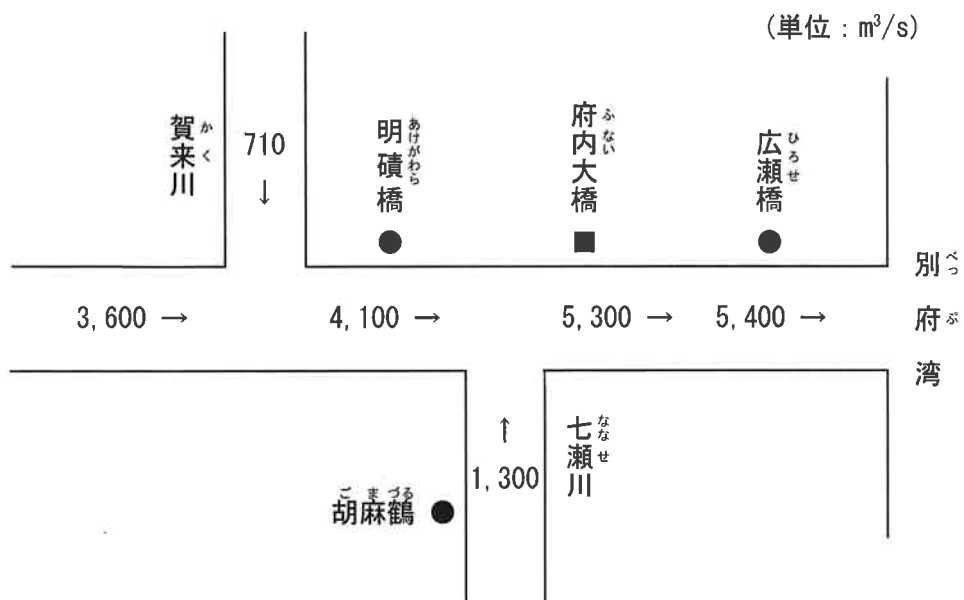 (単位：m³/s)
賀来川
かく
710
↓
明磧橋
あけがわら
府内大橋
ふない
広瀬橋
ひろせ
3,600 →
4,100 →
5,300 →
5,400 →
別府湾
べっぷ
↑
1,300
七瀬川
ななせ
胡麻鶴
ごまづる